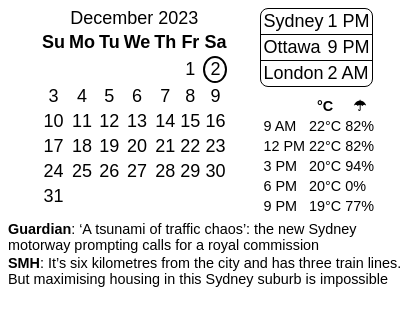 December 2023
Su Mo Tu We Th Fr Sa
1 2
3 4 5 6 7 8 9
10 11 12 13 14 15 16
17 18 19 20 21 22 23
24 25 26 27 28 29 30
31
Sydney 1 PM
Ottawa 9 PM
London 2 AM
°C ☂
9 AM 22°C 82%
12 PM 22°C 82%
3 PM 20°C 94%
6 PM 20°C 0%
9 PM 19°C 77%
Guardian: ‘A tsunami of traffic chaos’: the new Sydney
motorway prompting calls for a royal commission
SMH: It’s six kilometres from the city and has three train lines.
But maximising housing in this Sydney suburb is impossible